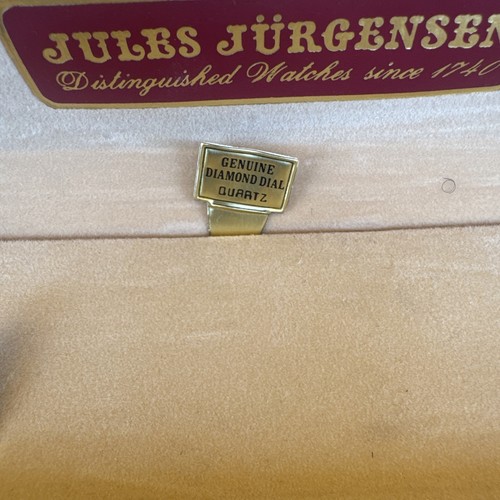 JULES JÜRGENSEN
Distinguished Watches since 1740
GENUINE
DIAMOND DIAL
QUARTZ